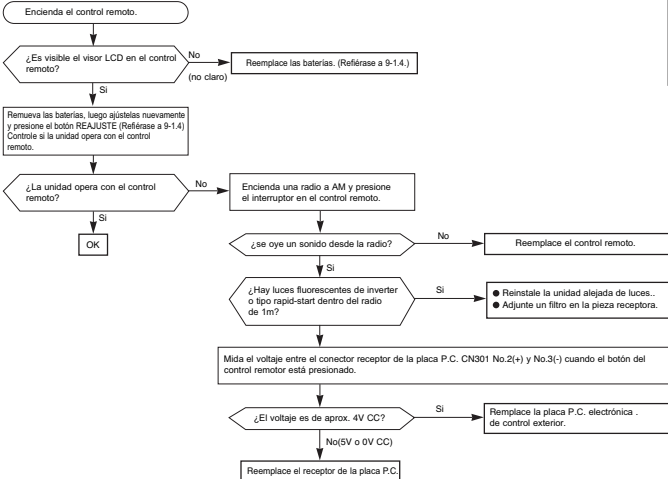 Encienda el control remoto.
¿Es visible el visor LCD en el control
remoto?
No
(no claro)
Reemplace las baterías. (Refiérase a 9-1.4.)
Si
Remueva las baterías, luego ajústelas nuevamente
y presione el botón REAJUSTE (Refiérase a 9-1.4)
Controle si la unidad opera con el control
remoto.
¿La unidad opera con el control
remoto?
No
Encienda una radio a AM y presione
el interruptor en el control remoto.
Si
OK
¿se oye un sonido desde la radio?
No
Reemplace el control remoto.
Si
¿Hay luces fluorescentes de inverter
o tipo rapid-start dentro del radio
de 1m?
Si
● Reinstale la unidad alejada de luces..
● Adjunte un filtro en la pieza receptora.
Mida el voltaje entre el conector receptor de la placa P.C. CN301 No.2(+) y No.3(-) cuando el botón del
control remotor está presionado.
¿El voltaje es de aprox. 4V CC?
Si
Remplace la placa P.C. electrónica .
de control exterior.
No(5V o 0V CC)
Reemplace el receptor de la placa P.C.